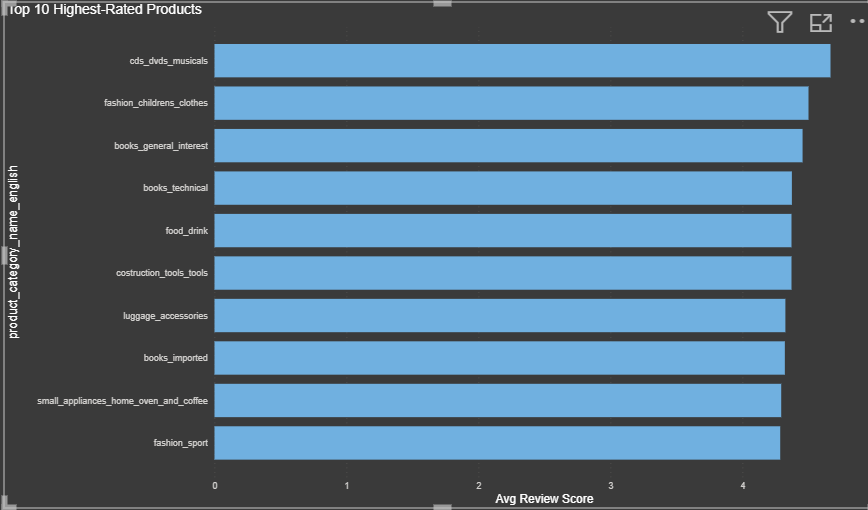 Top 10 Highest-Rated Products
product_category_name_english
cds_dvds_musicals
fashion_childrens_clothes
books_general_interest
books_technical
food_drink
costruction_tools_tools
luggage_accessories
books_imported
small_appliances_home_oven_and_coffee
fashion_sport
0 1 2 3 4
Avg Review Score